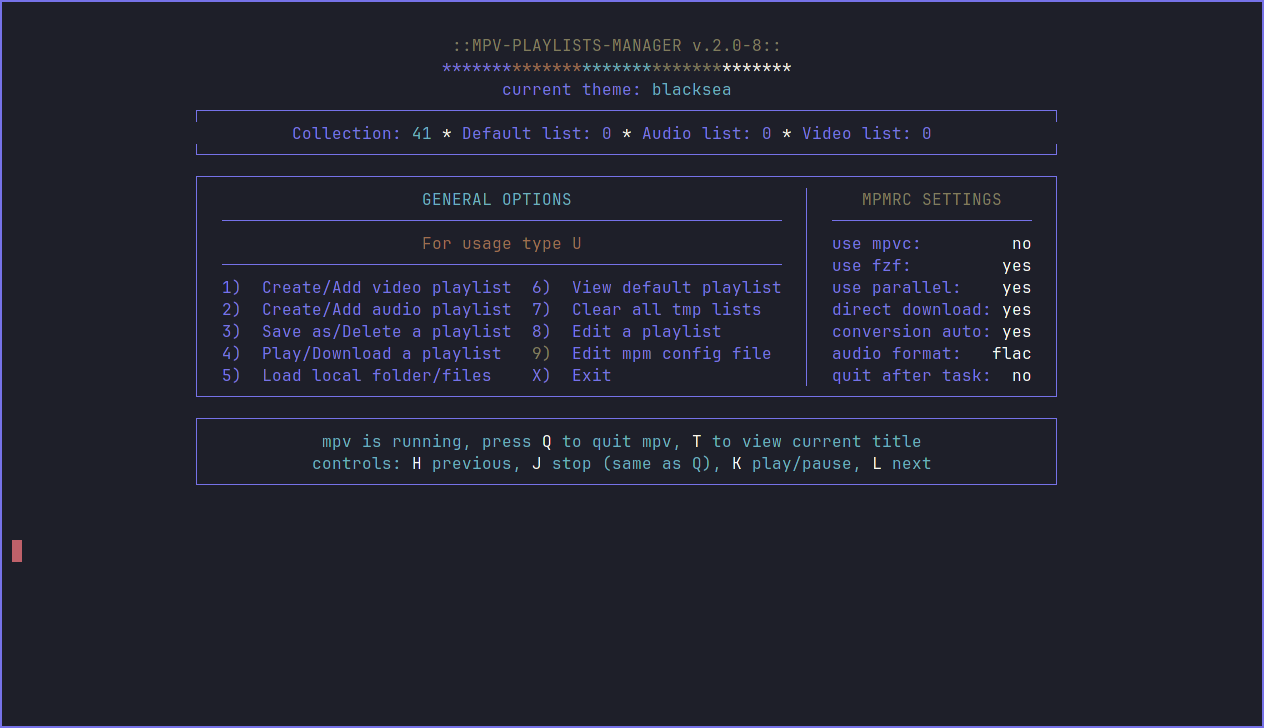 ::MPV-PLAYLISTS-MANAGER v.2.0-8::
***********************************
current theme: blacksea
Collection: 41 * Default list: 0 * Audio list: 0 * Video list: 0
GENERAL OPTIONS
For usage type U
1) Create/Add video playlist
2) Create/Add audio playlist
3) Save as/Delete a playlist
4) Play/Download a playlist
5) Load local folder/files
6) View default playlist
7) Clear all tmp lists
8) Edit a playlist
9) Edit mpm config file
X) Exit
MPMRC SETTINGS
use mpvc: no
use fzf: yes
use parallel: yes
direct download: yes
conversion auto: yes
audio format: flac
quit after task: no
mpv is running, press Q to quit mpv, T to view current title
controls: H previous, J stop (same as Q), K play/pause, L next